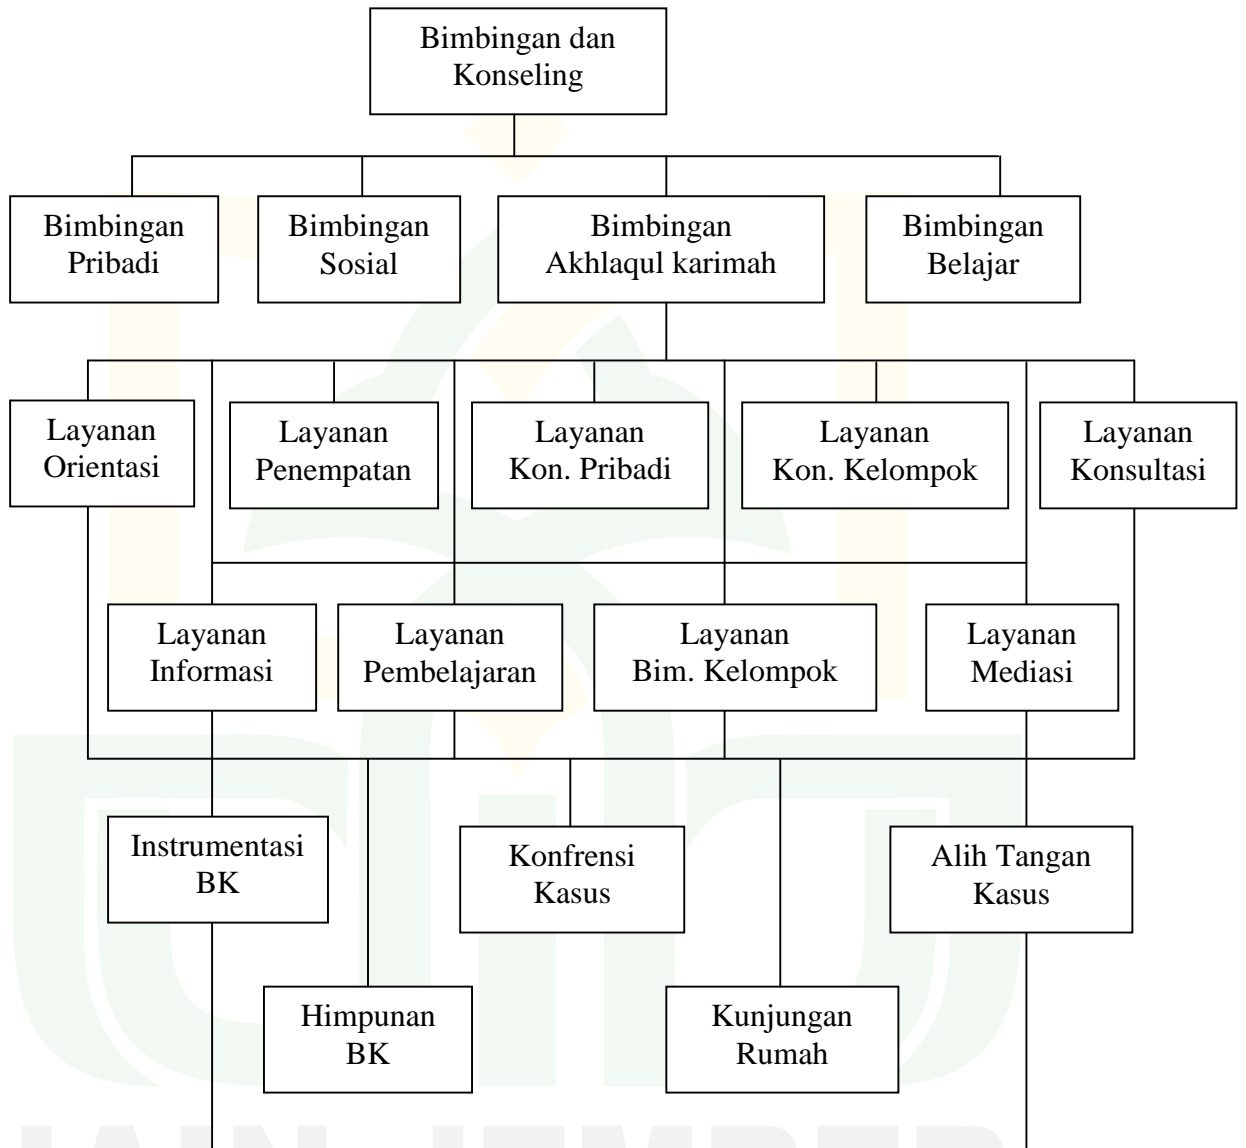 Bimbingan dan
Konseling
Bimbingan
Pribadi
Bimbingan
Sosial
Bimbingan
Akhlaqul karimah
Bimbingan
Belajar
Layanan
Orientasi
Layanan
Penempatan
Layanan
Kon. Pribadi
Layanan
Kon. Kelompok
Layanan
Konsultasi
Layanan
Informasi
Layanan
Pembelajaran
Layanan
Bim. Kelompok
Layanan
Mediasi
Instrumentasi
BK
Konfrensi
Kasus
Alih Tangan
Kasus
Himpunan
BK
Kunjungan
Rumah
IAIN JEMBER